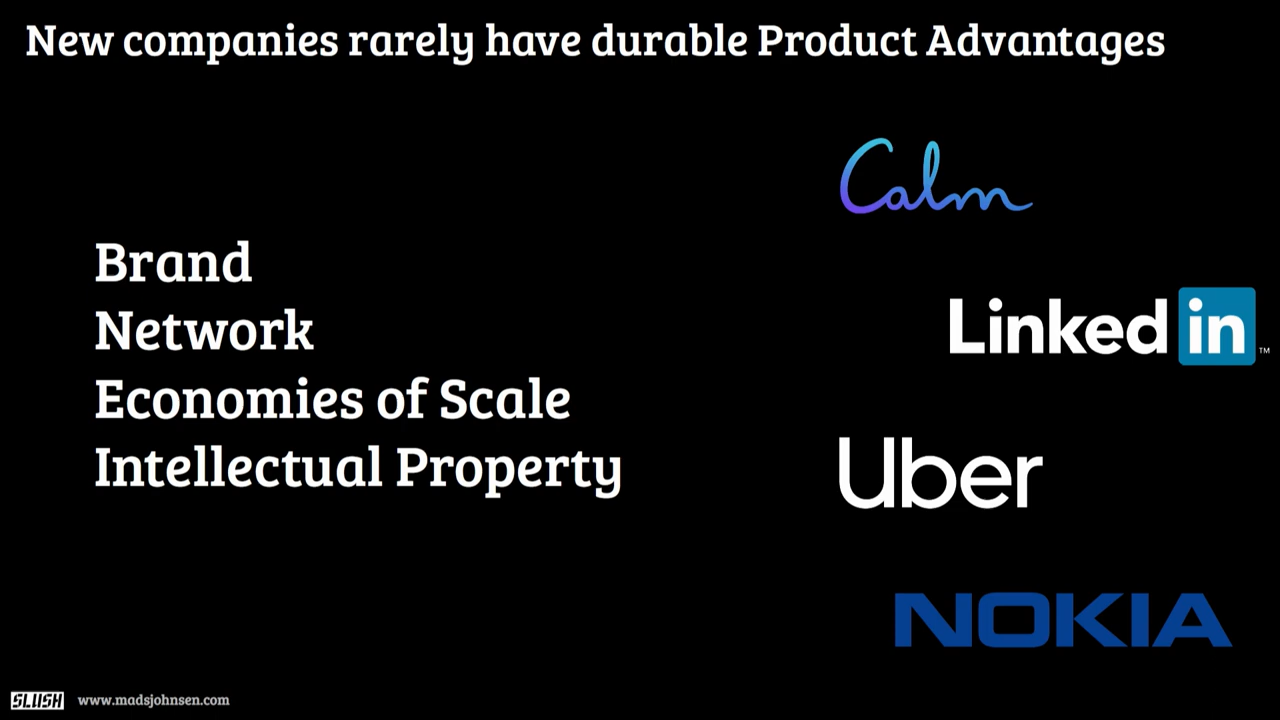 New companies rarely have durable Product Advantages
Calm
Brand
Network
Economies of Scale
Intellectual Property
Linkedin™
Uber
NOKIA
SLUSH www.madsjohnsen.com